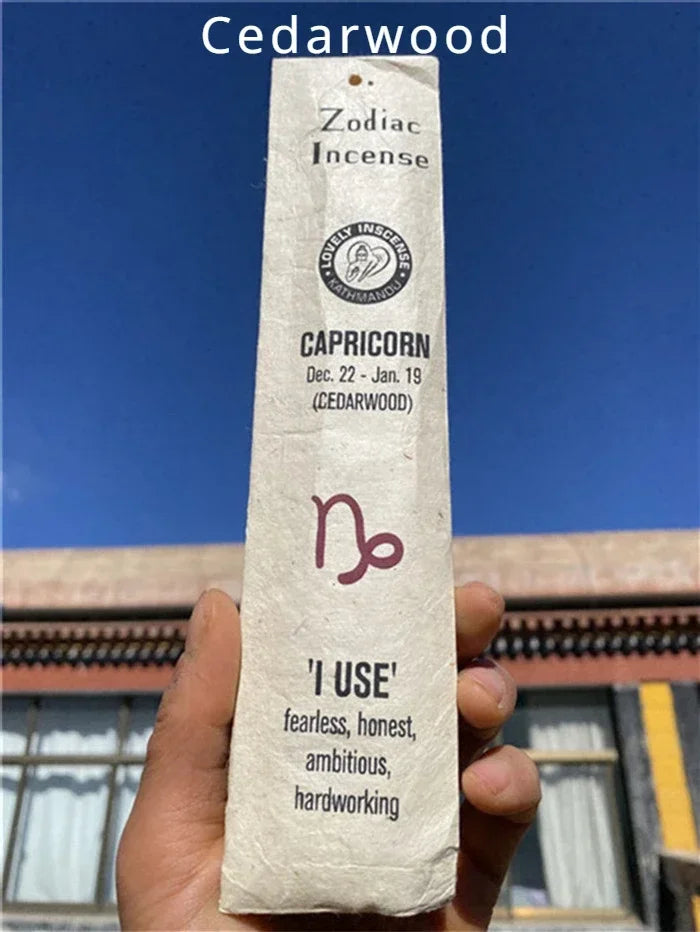 Cedarwood
Zodiac
Incense
LOVELY INSCENSE
KATHMANDU
CAPRICORN
Dec. 22 - Jan. 19
(CEDARWOOD)
'I USE'
fearless, honest,
ambitious,
hardworking